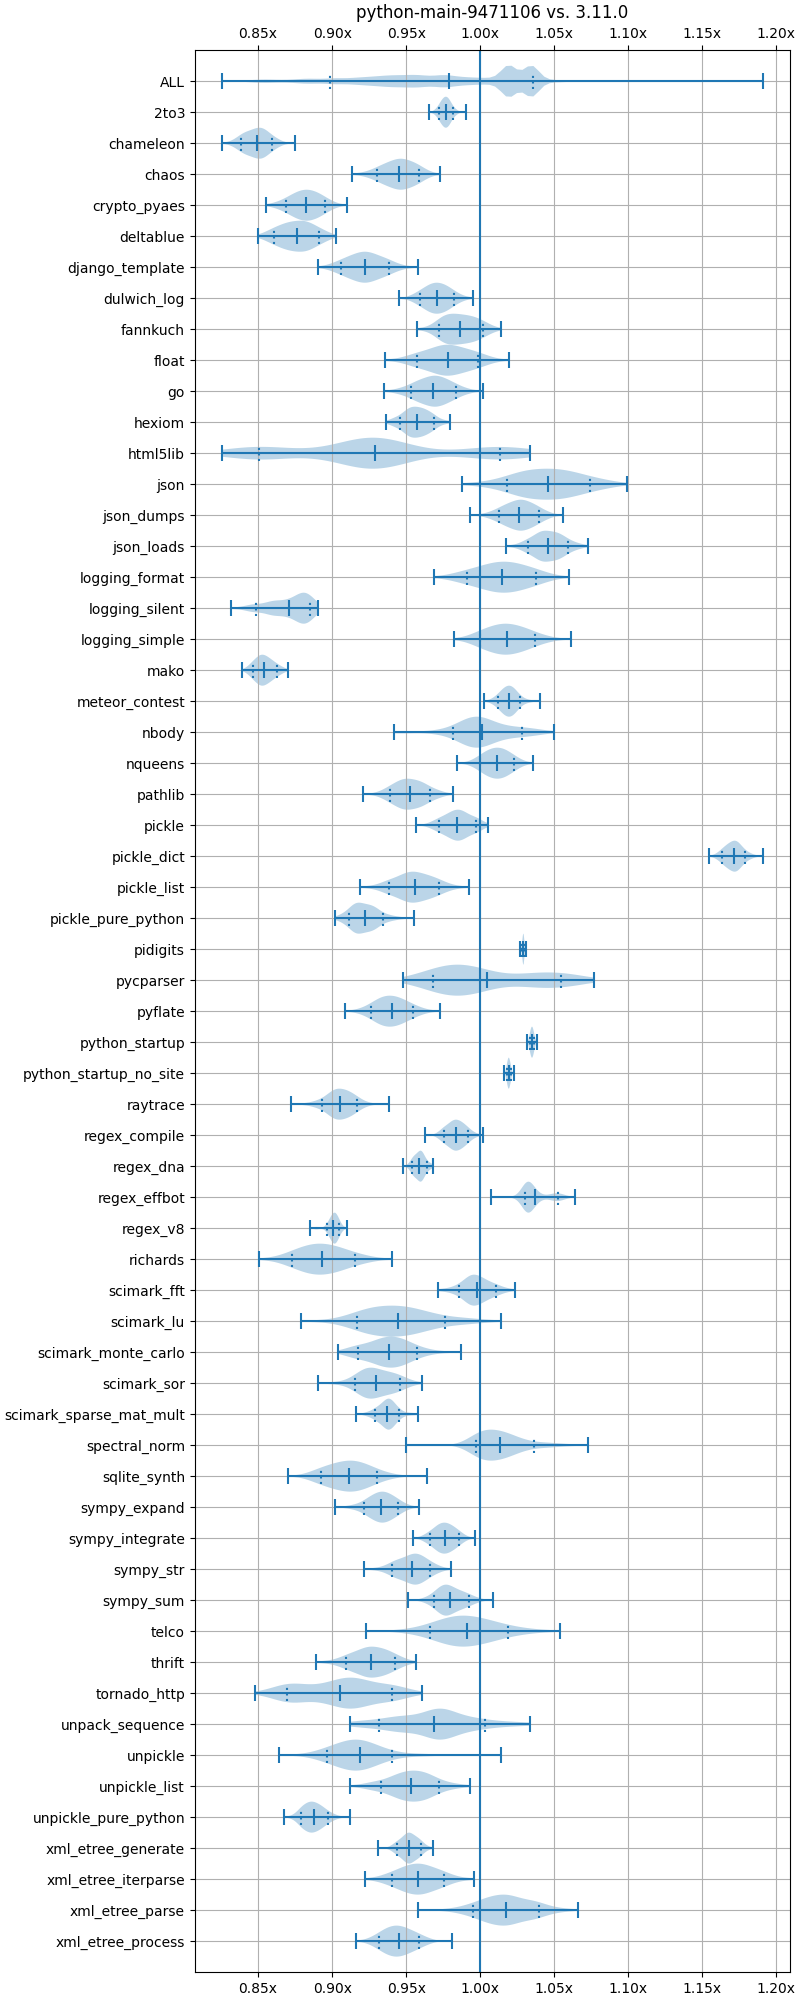 python-main-9471106 vs. 3.11.0
0.85x 0.90x 0.95x 1.00x 1.05x 1.10x 1.15x 1.20x
ALL
2to3
chameleon
chaos
crypto_pyaes
deltablue
django_template
dulwich_log
fannkuch
float
go
hexiom
html5lib
json
json_dumps
json_loads
logging_format
logging_silent
logging_simple
mako
meteor_contest
nbody
nqueens
pathlib
pickle
pickle_dict
pickle_list
pickle_pure_python
pidigits
pycparser
pyflate
python_startup
python_startup_no_site
raytrace
regex_compile
regex_dna
regex_effbot
regex_v8
richards
scimark_fft
scimark_lu
scimark_monte_carlo
scimark_sor
scimark_sparse_mat_mult
spectral_norm
sqlite_synth
sympy_expand
sympy_integrate
sympy_str
sympy_sum
telco
thrift
tornado_http
unpack_sequence
unpickle
unpickle_list
unpickle_pure_python
xml_etree_generate
xml_etree_iterparse
xml_etree_parse
xml_etree_process
0.85x 0.90x 0.95x 1.00x 1.05x 1.10x 1.15x 1.20x